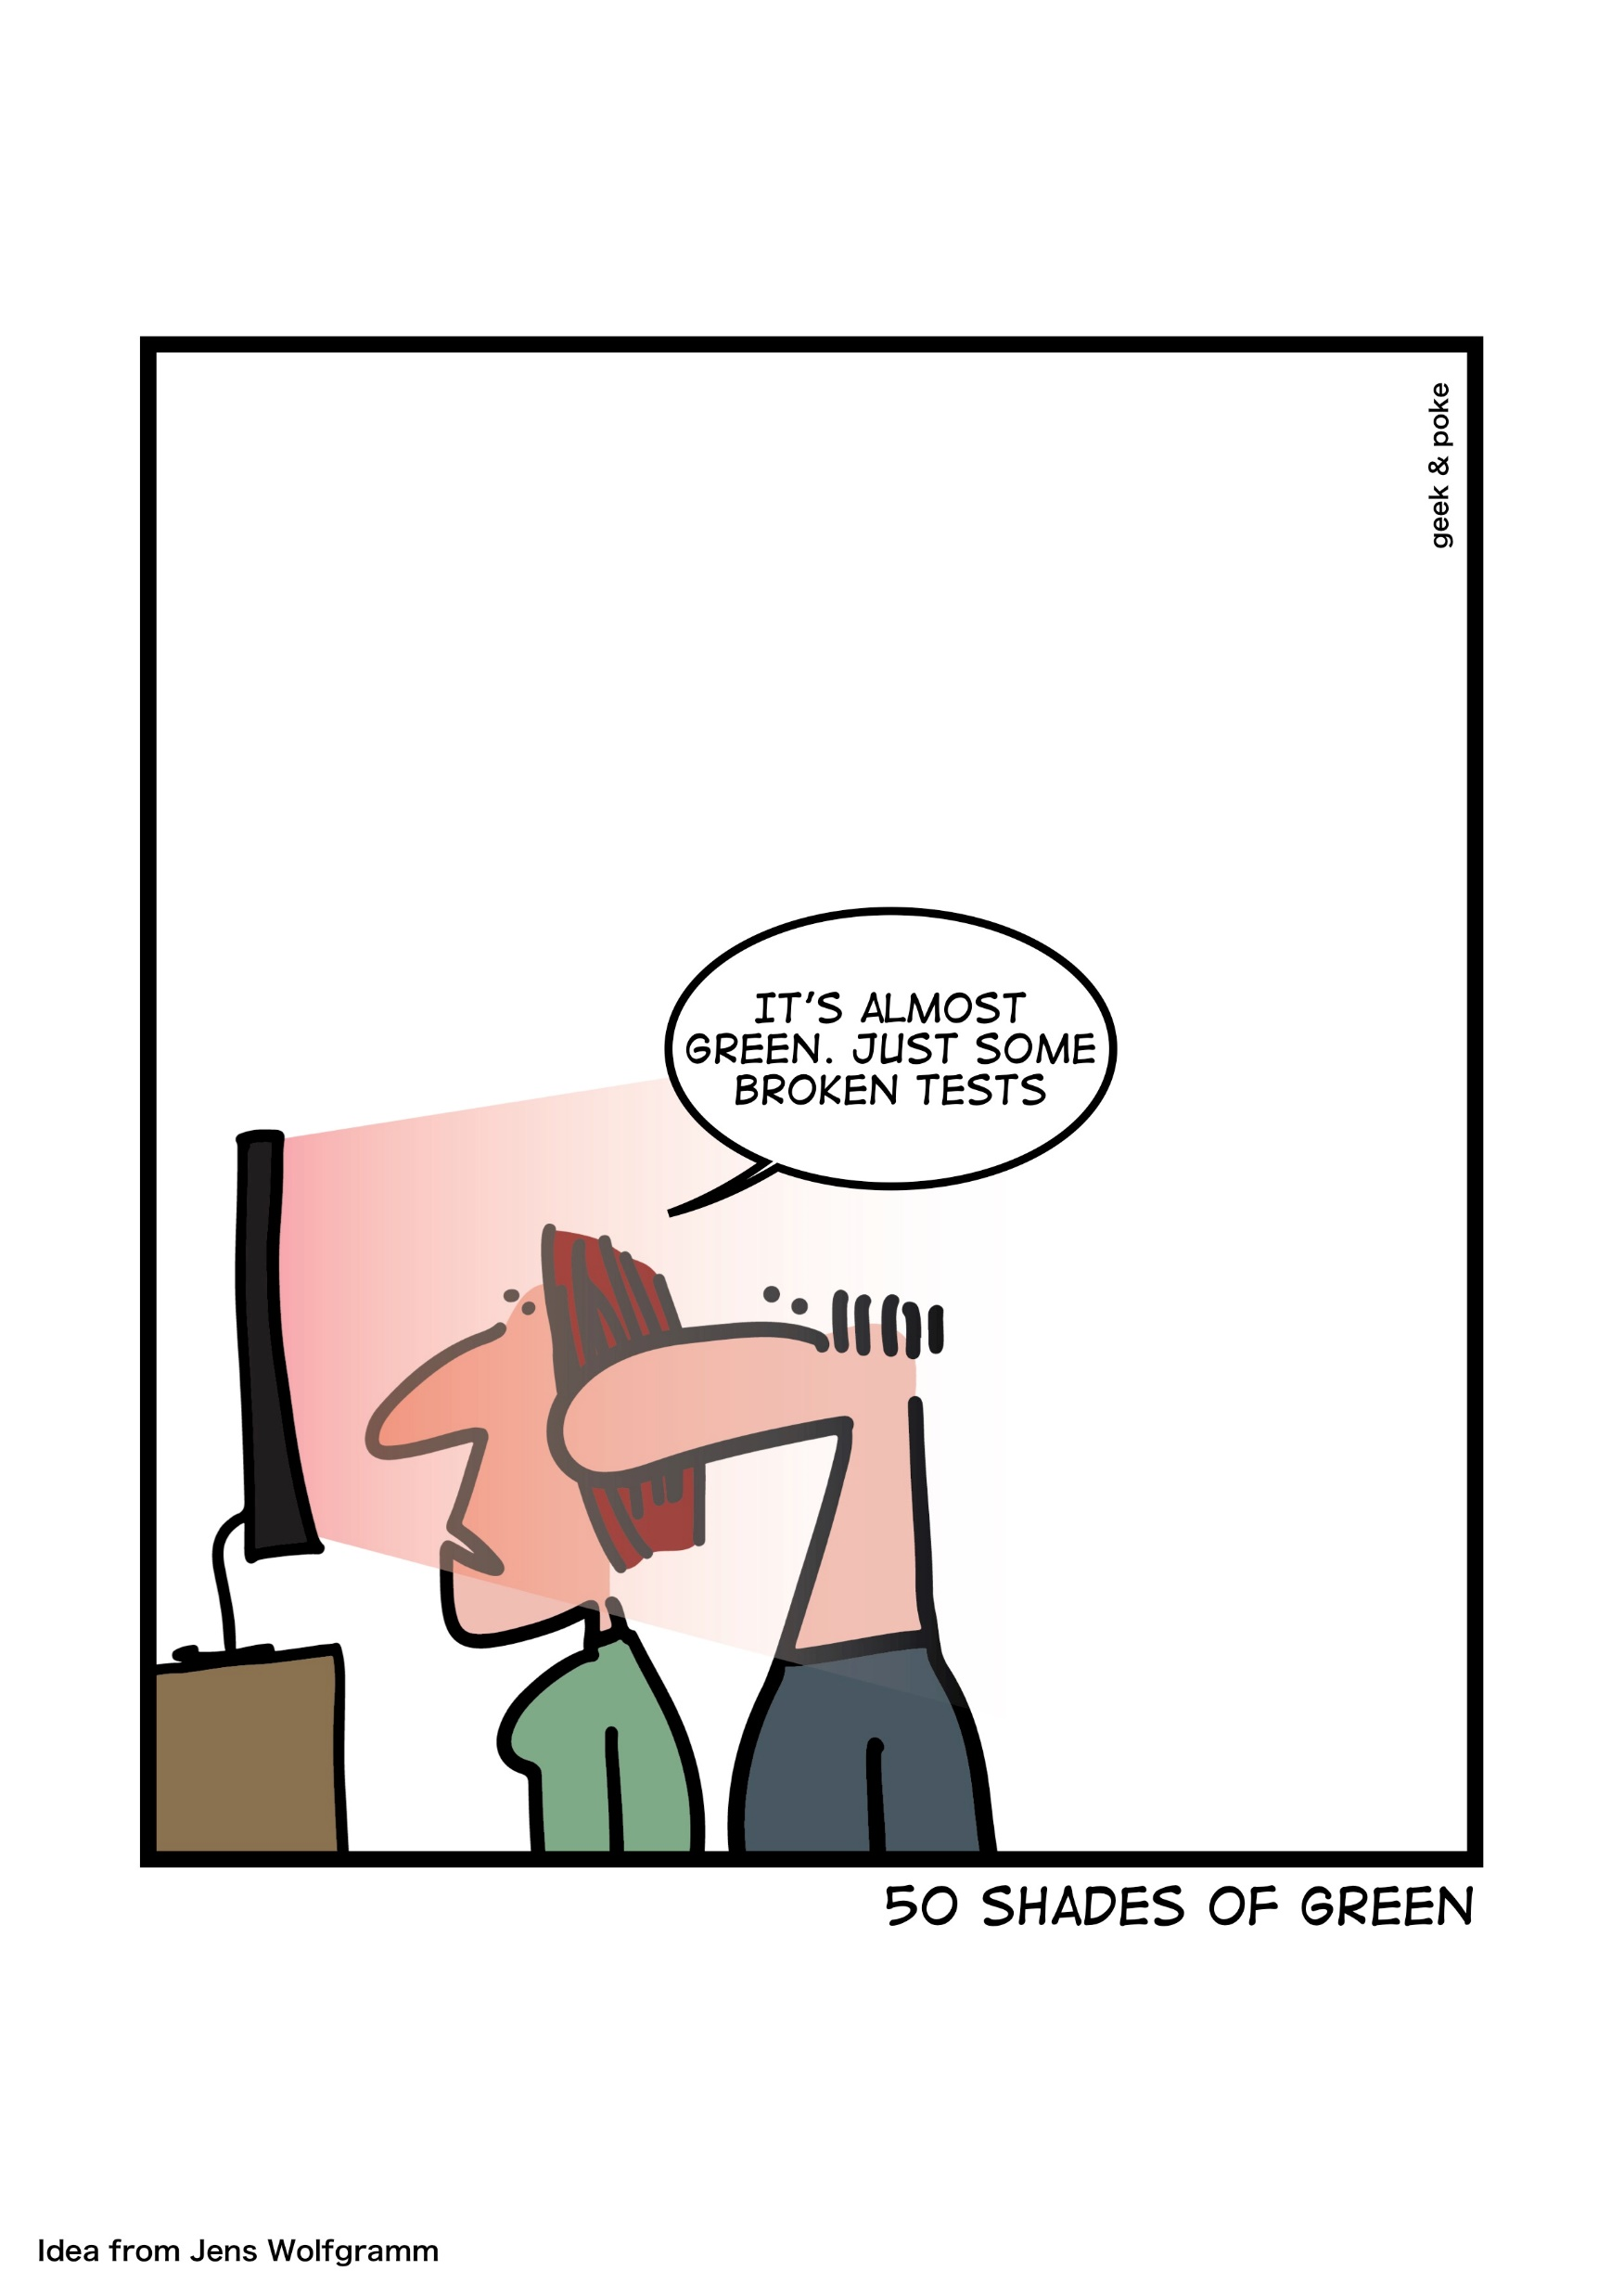 geek & poke
IT'S ALMOST
GREEN. JUST SOME
BROKEN TESTS
50 SHADES OF GREEN
Idea from Jens Wolfgramm